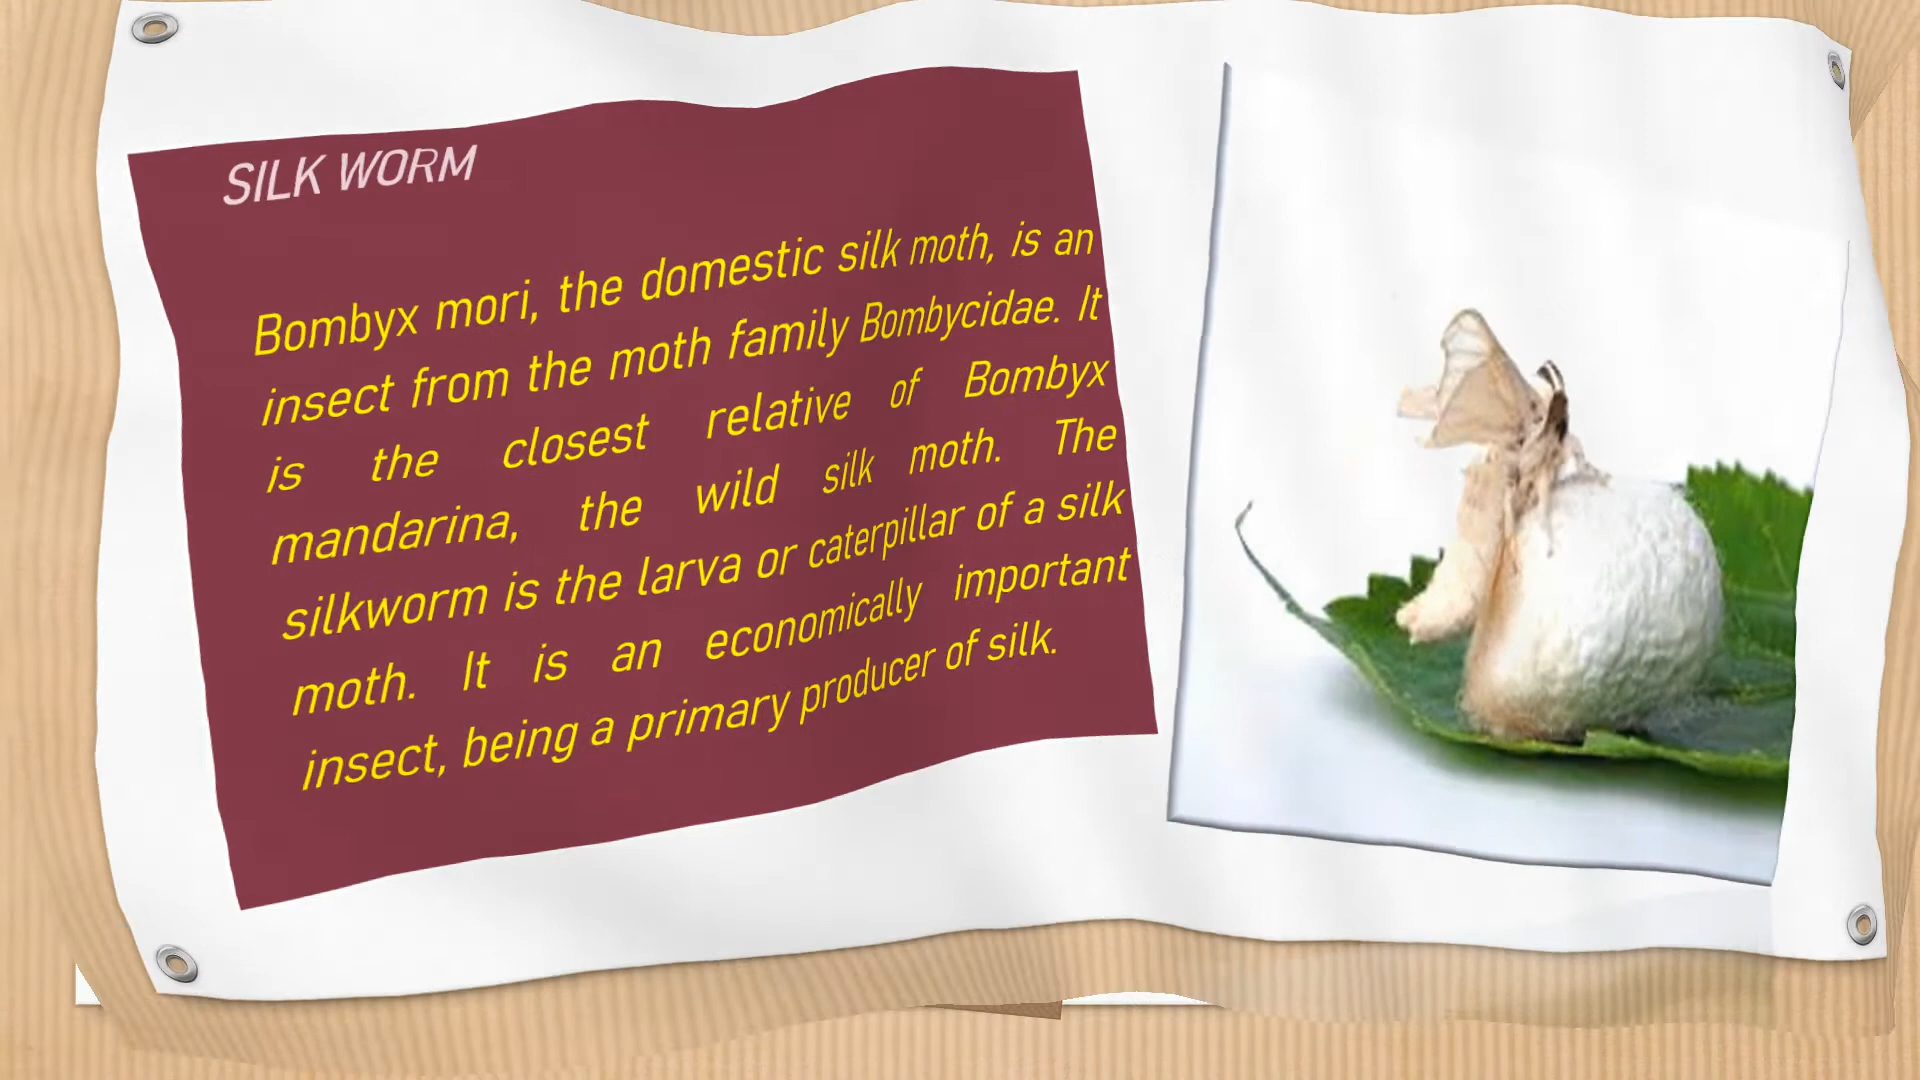 SILK WORM
Bombyx mori, the domestic silk moth, is an
insect from the moth family Bombycidae. It
is the closest relative of Bombyx
mandarina, the wild silk moth. The
silkworm is the larva or caterpillar of a silk
moth. It is an economically important
insect, being a primary producer of silk.